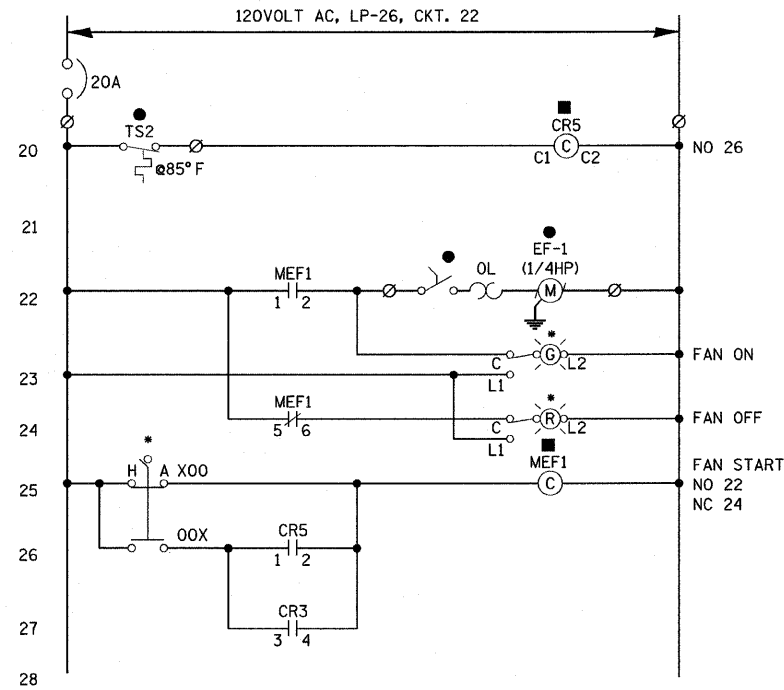 120VOLT AC, LP-26, CKT. 22
20A
TS2
CR5
20
@85° F
C1 C C2
NO 26
21
EF-1
OL
(1/4HP)
MEF1
22
1 2
M
*
C
G
L2
FAN ON
23
L1
MEF1
*
24
5 6
C
R
L2
FAN OFF
L1
*
MEF1
FAN START
25
H A X00
C
NO 22
NC 24
00X
CR5
26
1 2
CR3
27
3 4
28